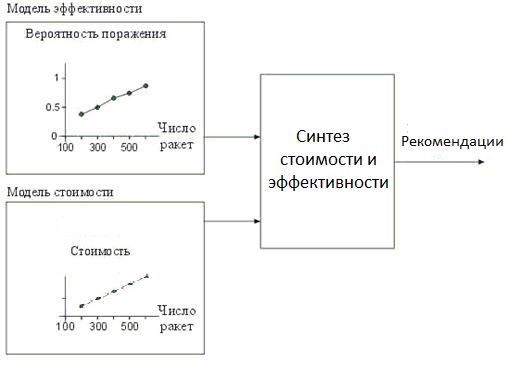 Модель эффективности
Вероятность поражения
1
0.5
0
100 300 500
Число
ракет
Модель стоимости
Стоимость
100 300 500
Число
ракет
Синтез
стоимости и
эффективности
Рекомендации